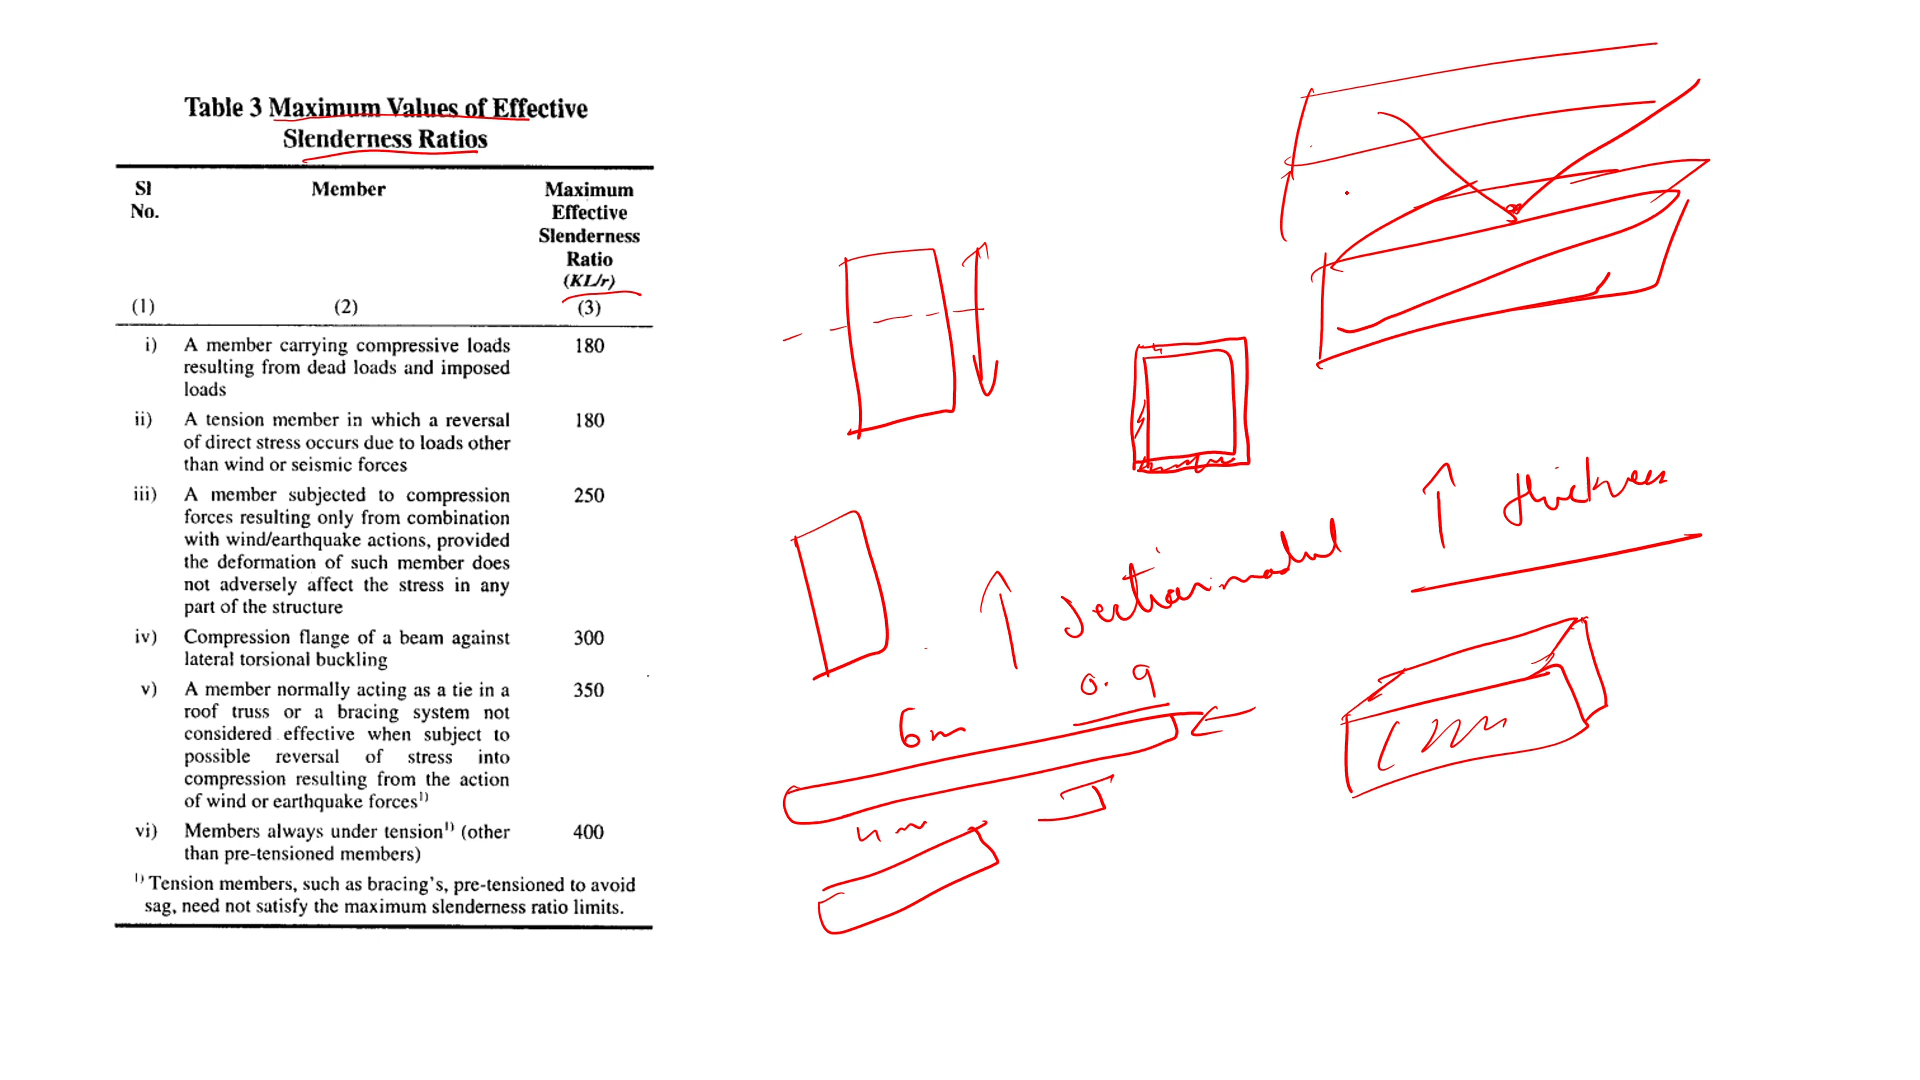 Table 3 Maximum Values of Effective
Slenderness Ratios
Sl
No.
Member
Maximum
Effective
Slenderness
Ratio
(KL/r)
(1)
(2)
(3)
i) A member carrying compressive loads 180
resulting from dead loads and imposed
loads
ii) A tension member in which a reversal 180
of direct stress occurs due to loads other
than wind or seismic forces
iii) A member subjected to compression 250
forces resulting only from combination
with wind/earthquake actions, provided
the deformation of such member does
not adversely affect the stress in any
part of the structure
iv) Compression flange of a beam against 300
lateral torsional buckling
v) A member normally acting as a tie in a 350
roof truss or a bracing system not
considered effective when subject to
possible reversal of stress into
compression resulting from the action
of wind or earthquake forces¹⁾
vi) Members always under tension¹⁾ (other 400
than pre-tensioned members)
¹⁾ Tension members, such as bracing's, pre-tensioned to avoid
sag, need not satisfy the maximum slenderness ratio limits.
thickness
0.9
6m
4m